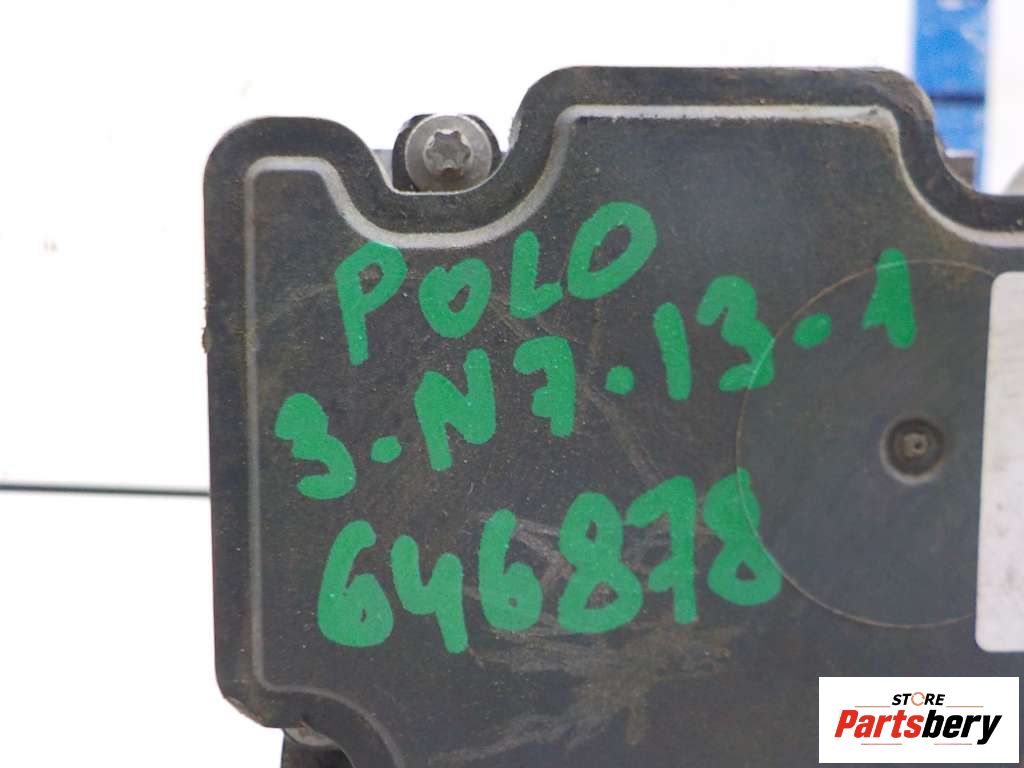 POLO
3-N7-13-1
646878
STORE
Partsbery